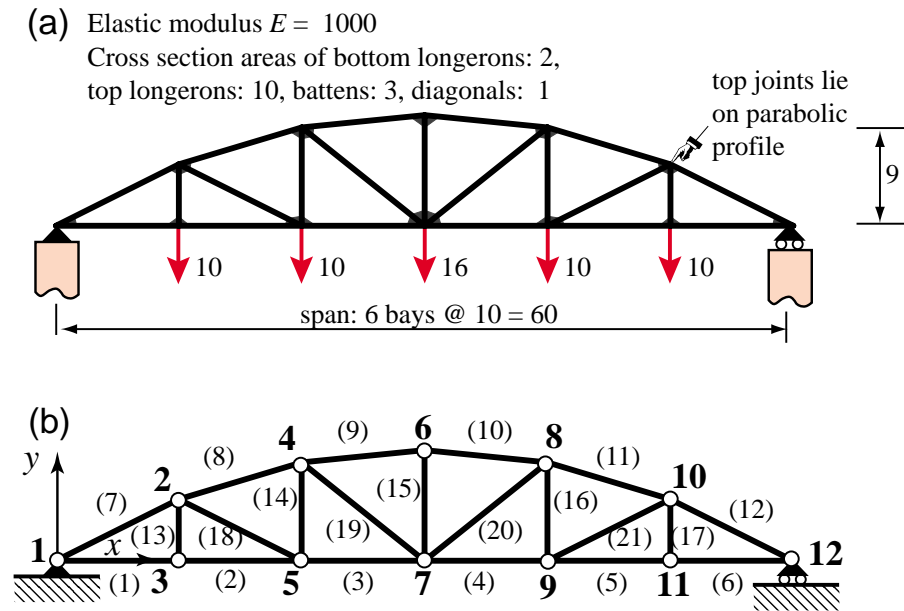 (a) Elastic modulus E = 1000
Cross section areas of bottom longerons: 2,
top longerons: 10, battens: 3, diagonals: 1
top joints lie
on parabolic
profile
9
10 10 16 10 10
span: 6 bays @ 10 = 60
(b)
y
4 6 8
(9) (10)
(8) (11)
2 10
(7) (14) (15) (16) (12)
(13) (18) (19) (20) (21) (17)
1 x 12
(1) 3 (2) 5 (3) 7 (4) 9 (5) 11 (6)